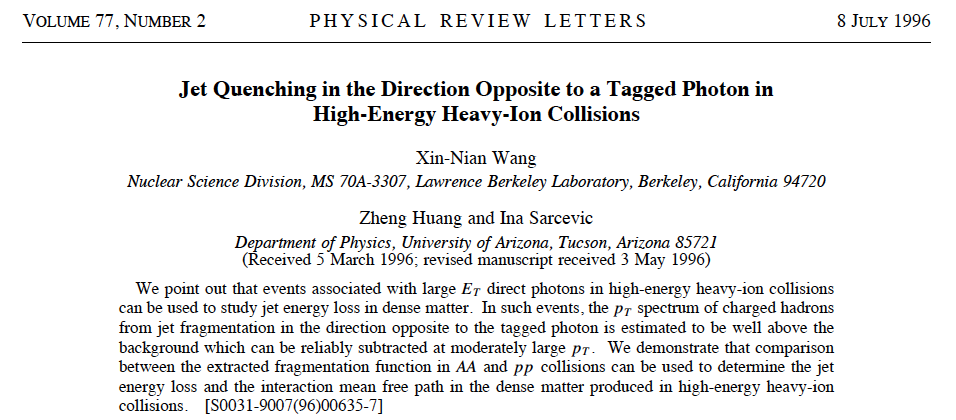 VOLUME 77, NUMBER 2 PHYSICAL REVIEW LETTERS 8 JULY 1996
Jet Quenching in the Direction Opposite to a Tagged Photon in
High-Energy Heavy-Ion Collisions
Xin-Nian Wang
Nuclear Science Division, MS 70A-3307, Lawrence Berkeley Laboratory, Berkeley, California 94720
Zheng Huang and Ina Sarcevic
Department of Physics, University of Arizona, Tucson, Arizona 85721
(Received 5 March 1996; revised manuscript received 3 May 1996)
We point out that events associated with large E_T direct photons in high-energy heavy-ion collisions
can be used to study jet energy loss in dense matter. In such events, the p_T spectrum of charged hadrons
from jet fragmentation in the direction opposite to the tagged photon is estimated to be well above the
background which can be reliably subtracted at moderately large p_T. We demonstrate that comparison
between the extracted fragmentation function in AA and pp collisions can be used to determine the jet
energy loss and the interaction mean free path in the dense matter produced in high-energy heavy-ion
collisions. [S0031-9007(96)00635-7]